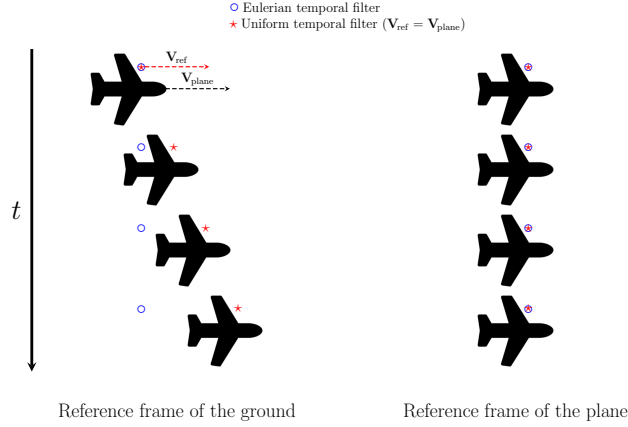 Eulerian temporal filter
Uniform temporal filter (V_ref = V_plane)
V_ref
V_plane
t
Reference frame of the ground
Reference frame of the plane